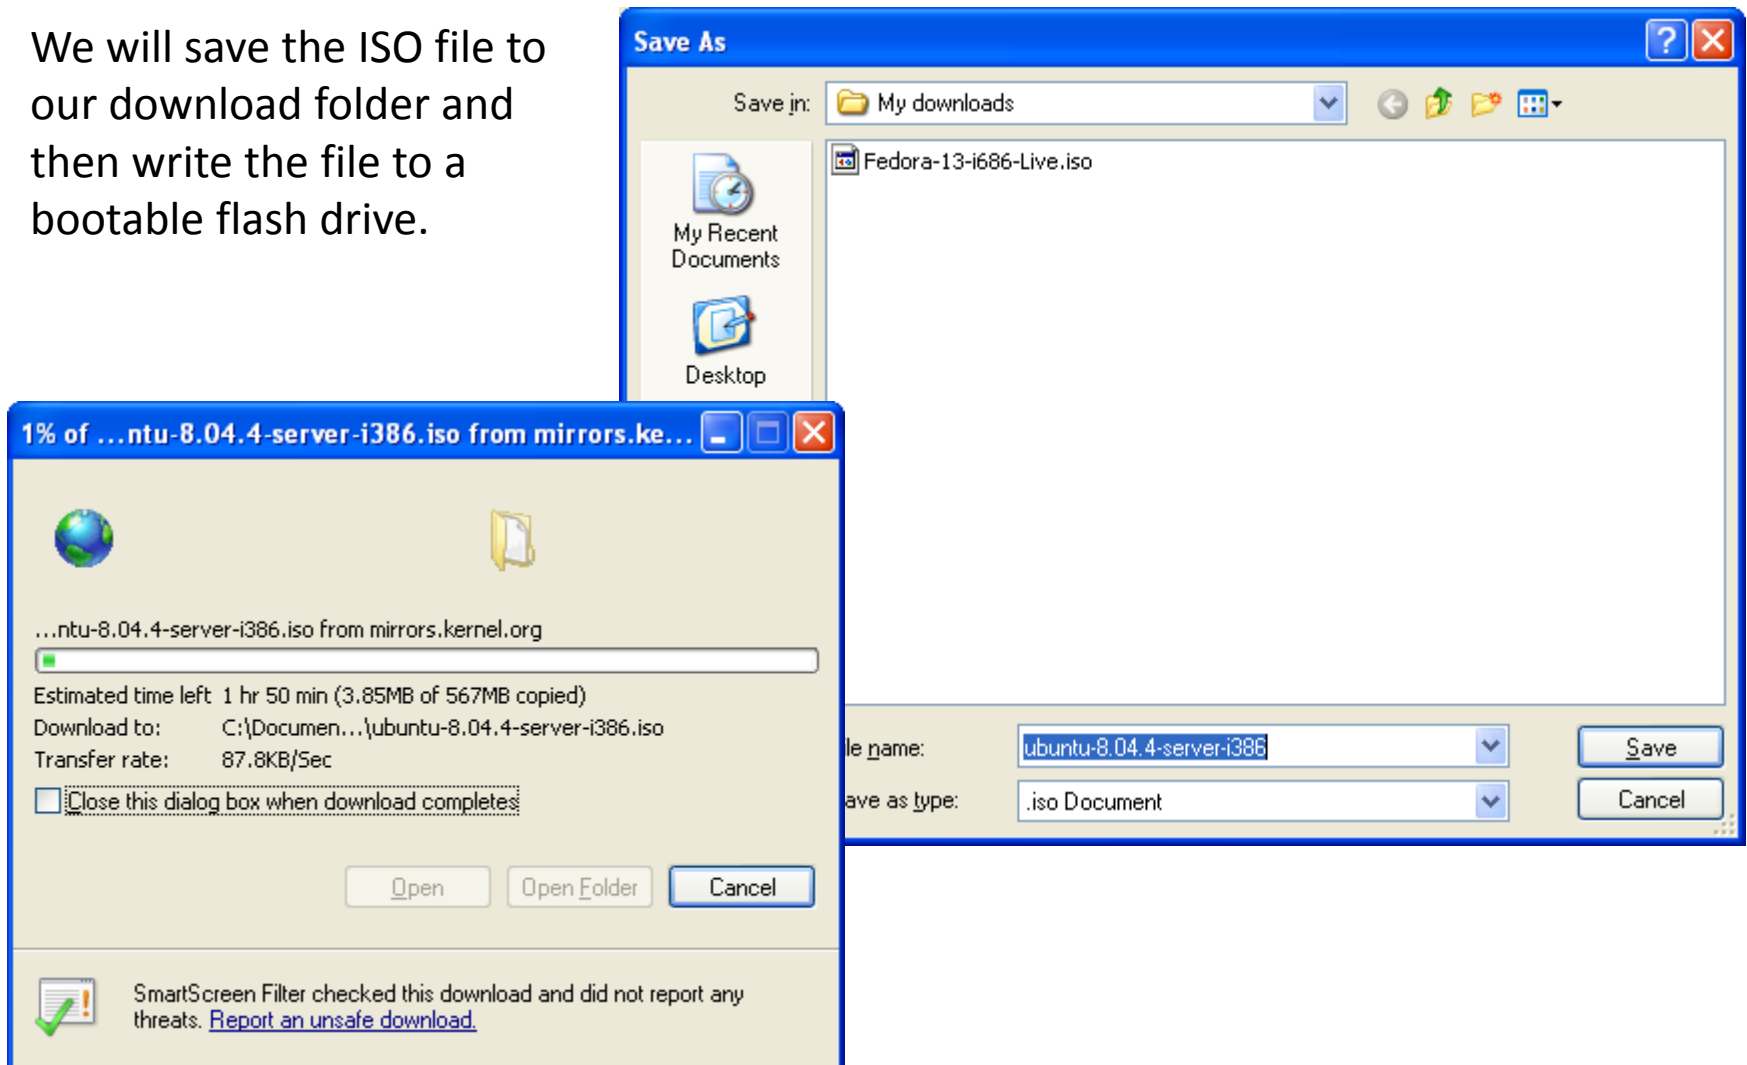 We will save the ISO file to
our download folder and
then write the file to a
bootable flash drive.
Save As
Save in:
My downloads
Fedora-13-i686-Live.iso
My Recent
Documents
Desktop
le name:
ubuntu-8.04.4-server-i386
Save
ave as type:
.iso Document
Cancel
1% of ...ntu-8.04.4-server-i386.iso from mirrors.ke...
...ntu-8.04.4-server-i386.iso from mirrors.kernel.org
Estimated time left 1 hr 50 min (3.85MB of 567MB copied)
Download to: C:\Documen...\ubuntu-8.04.4-server-i386.iso
Transfer rate: 87.8KB/Sec
Close this dialog box when download completes
Open
Open Folder
Cancel
SmartScreen Filter checked this download and did not report any
threats. Report an unsafe download.